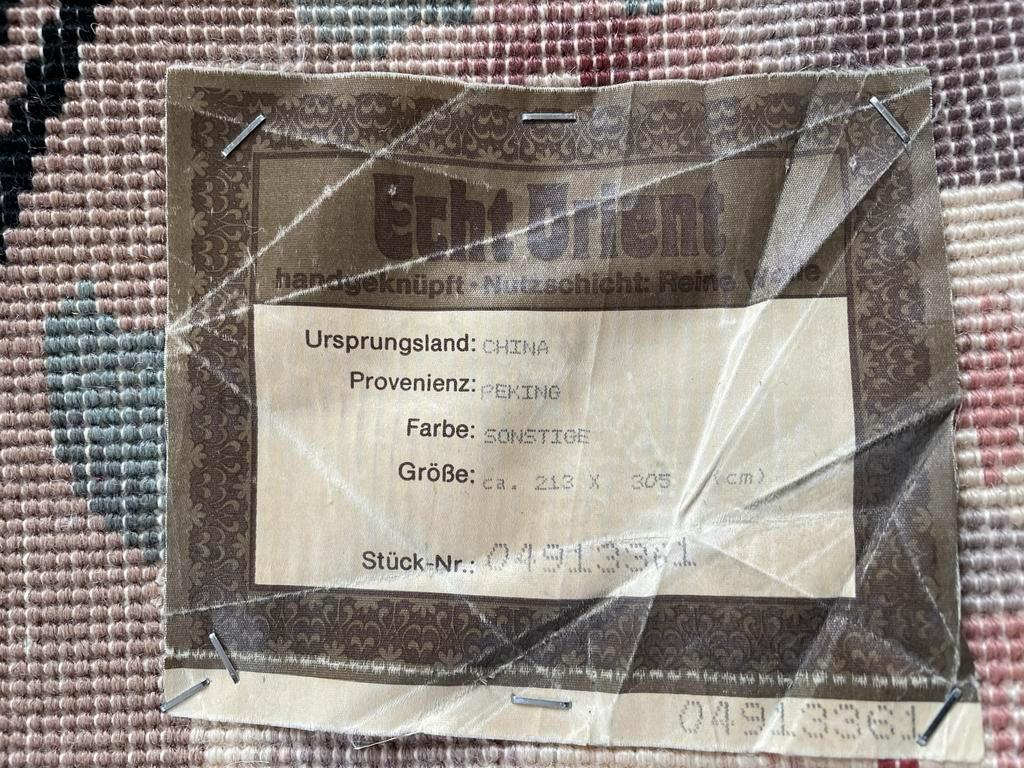 Echt Orient
handgeknüpft · Nutzschicht: Reine Wolle
Ursprungsland: CHINA
Provenienz: PEKING
Farbe: SONSTIGE
Größe: ca. 213 X 305 (cm)
Stück-Nr.: 04913361
04913361